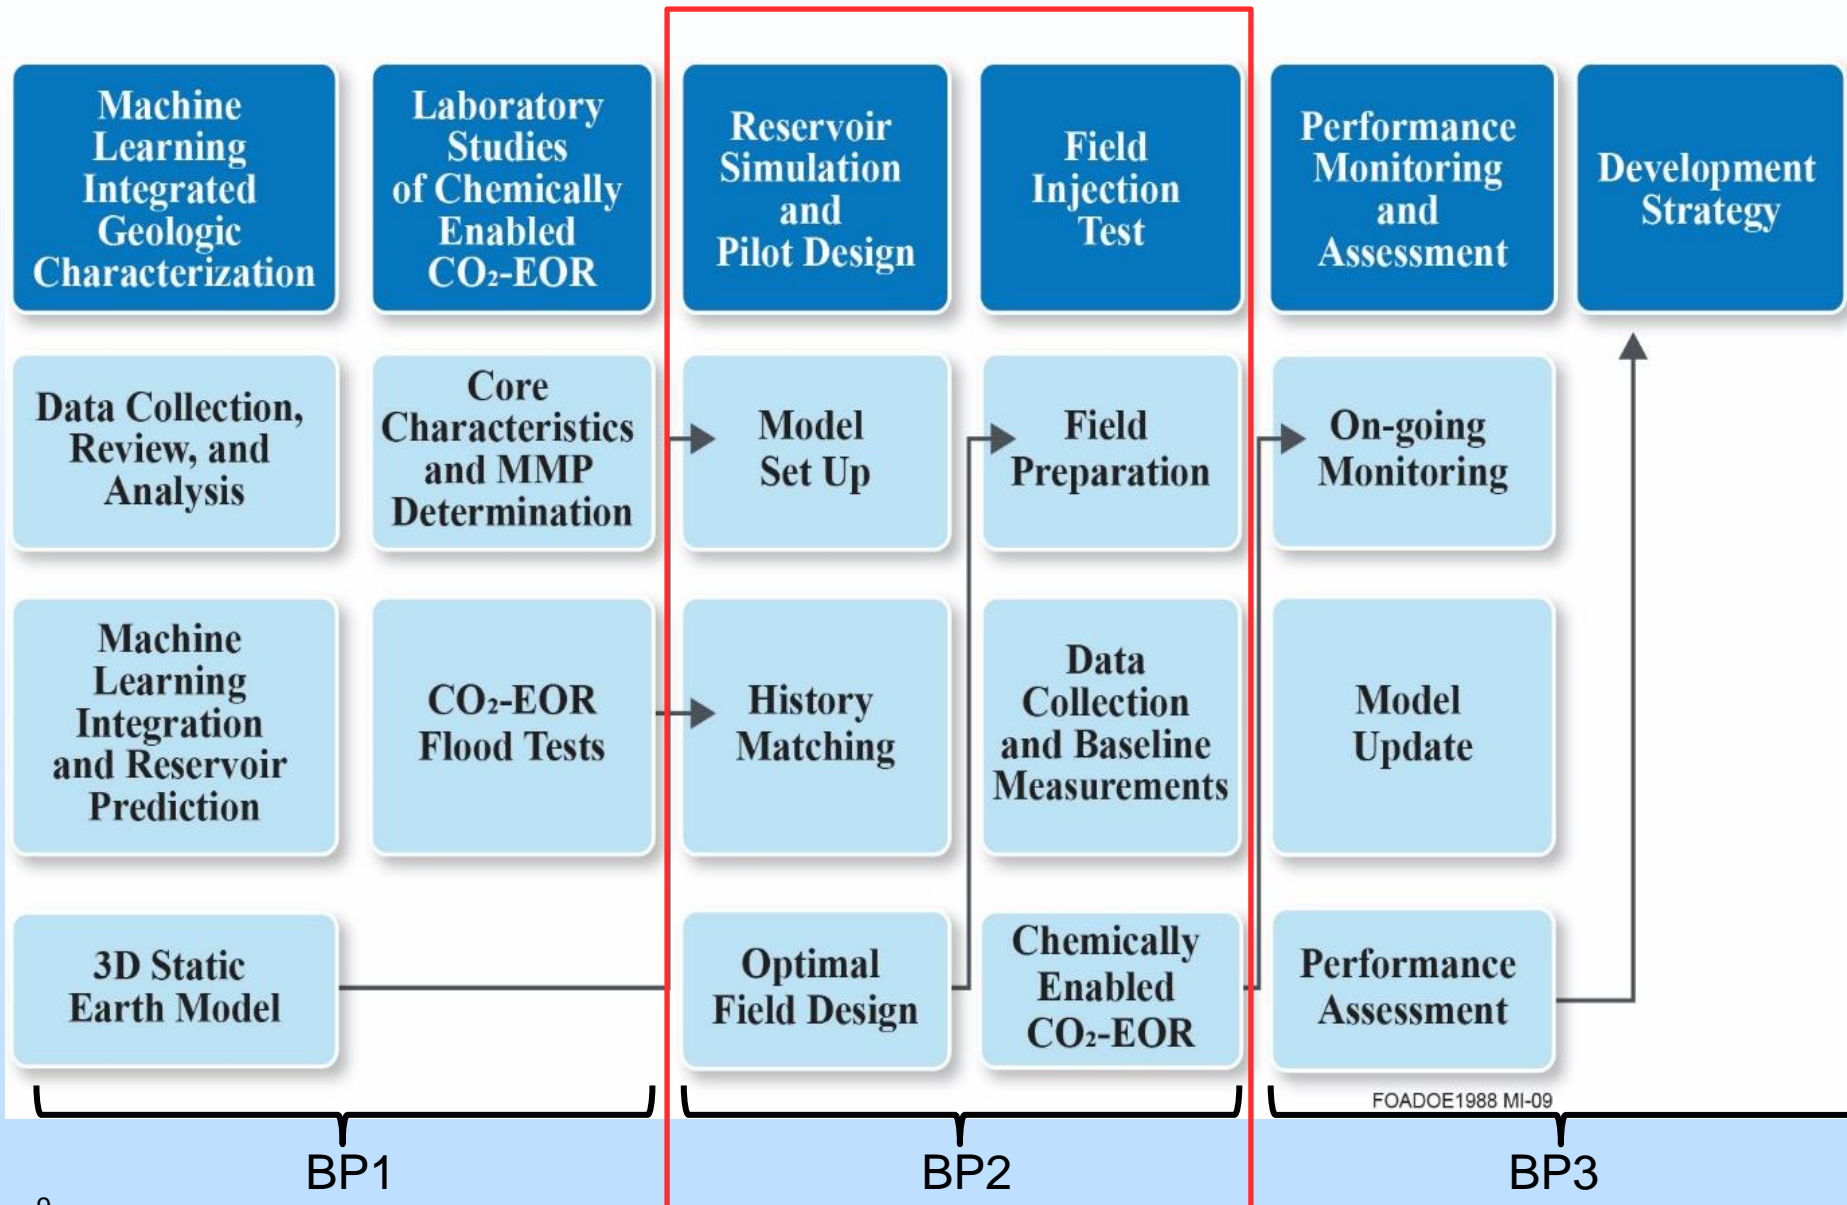 Machine
Learning
Integrated
Geologic
Characterization
Laboratory
Studies
of Chemically
Enabled
CO₂-EOR
Reservoir
Simulation
and
Pilot Design
Field
Injection
Test
Performance
Monitoring
and
Assessment
Development
Strategy
Data Collection,
Review, and
Analysis
Core
Characteristics
and MMP
Determination
Model
Set Up
Field
Preparation
On-going
Monitoring
Machine
Learning
Integration
and Reservoir
Prediction
CO₂-EOR
Flood Tests
History
Matching
Data
Collection
and Baseline
Measurements
Model
Update
3D Static
Earth Model
Optimal
Field Design
Chemically
Enabled
CO₂-EOR
Performance
Assessment
FOADOE1988 MI-09
BP1
BP2
BP3